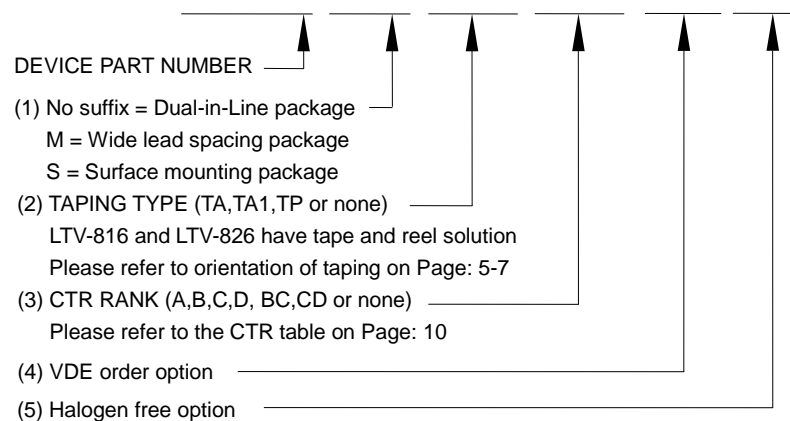 DEVICE PART NUMBER
(1) No suffix = Dual-in-Line package
M = Wide lead spacing package
S = Surface mounting package
(2) TAPING TYPE (TA,TA1,TP or none)
LTV-816 and LTV-826 have tape and reel solution
Please refer to orientation of taping on Page: 5-7
(3) CTR RANK (A,B,C,D, BC,CD or none)
Please refer to the CTR table on Page: 10
(4) VDE order option
(5) Halogen free option